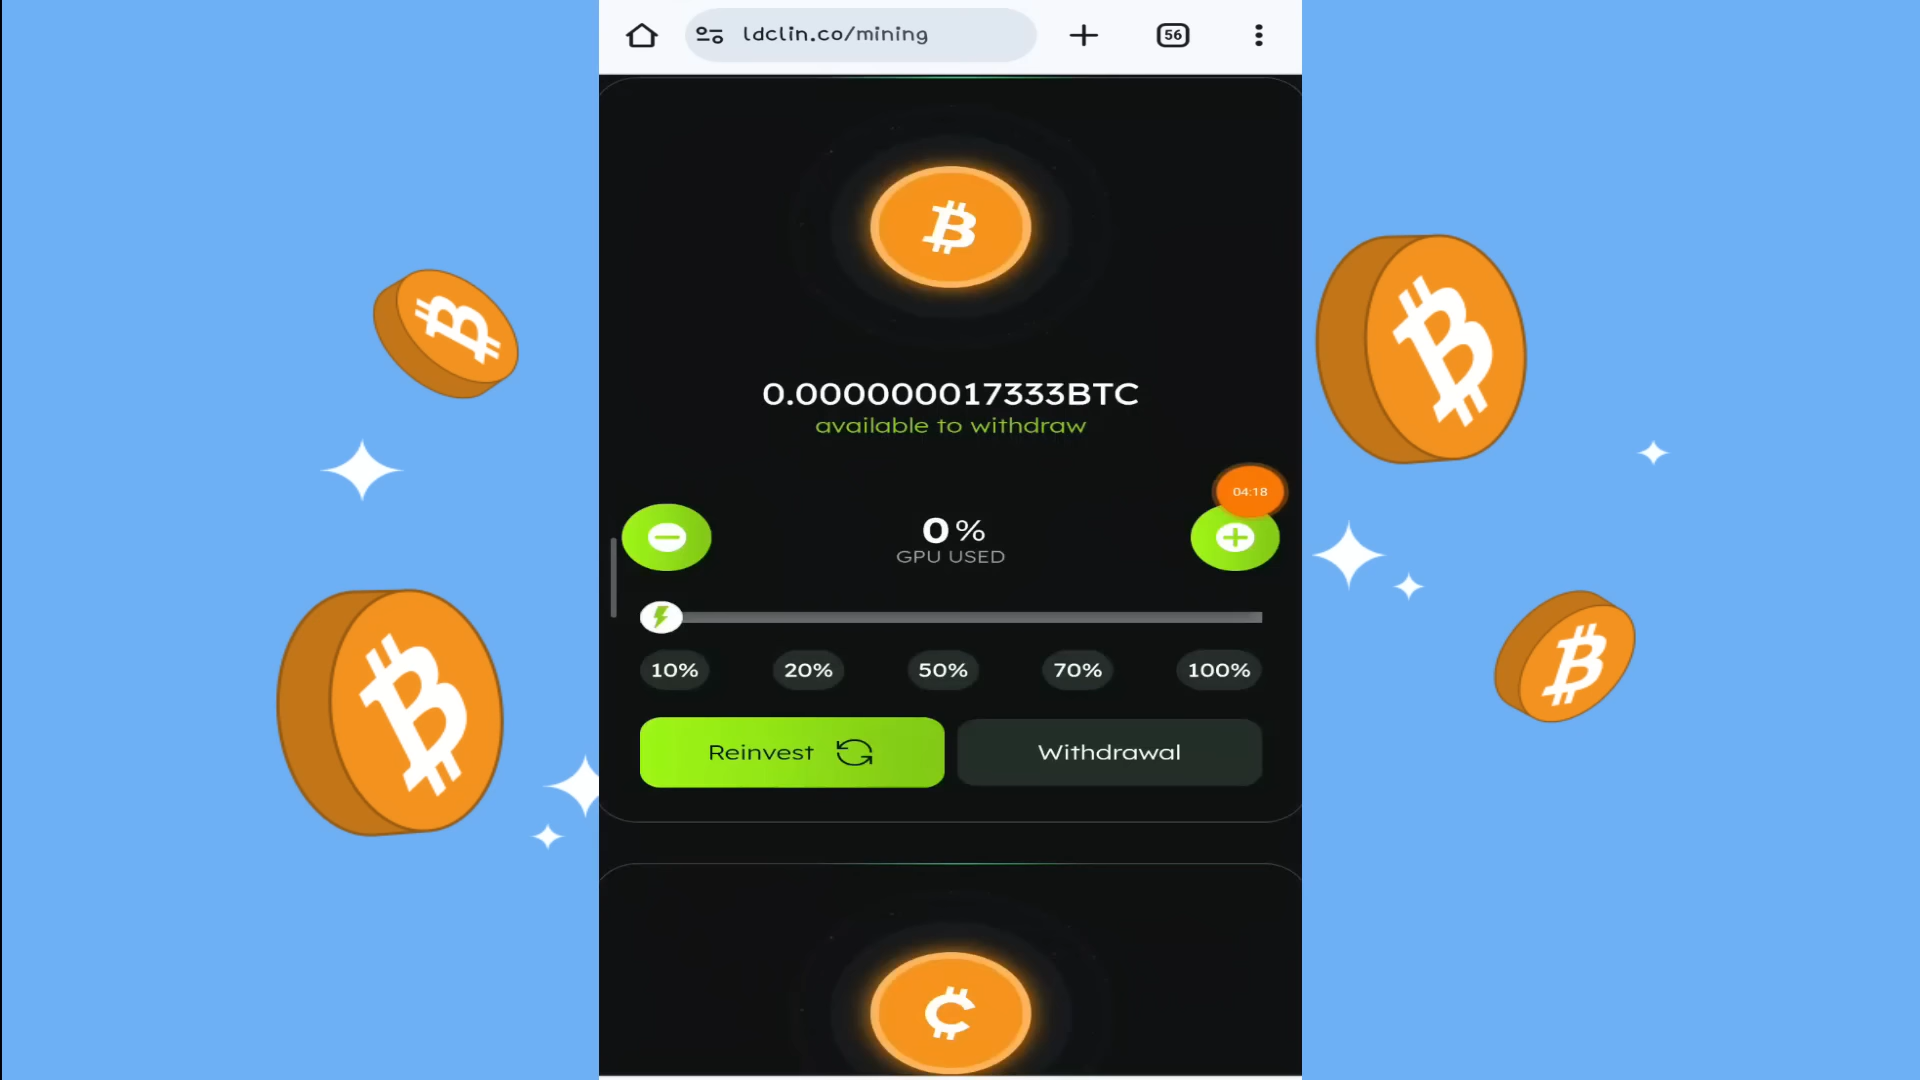 ldclin.co/mining
56
0.000000017333BTC
available to withdraw
04:18
0 %
GPU USED
10% 20% 50% 70% 100%
Reinvest Withdrawal